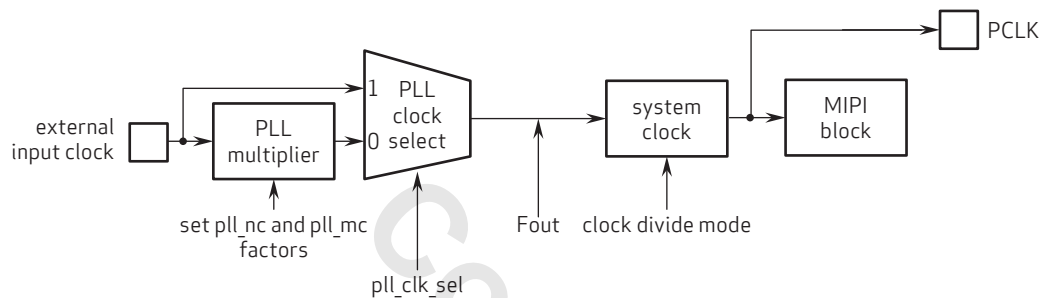 PCLK
external
input clock
PLL
multiplier
set pll_nc and pll_mc
factors
1
0
PLL
clock
select
pll_clk_sel
Fout
system
clock
clock divide mode
MIPI
block